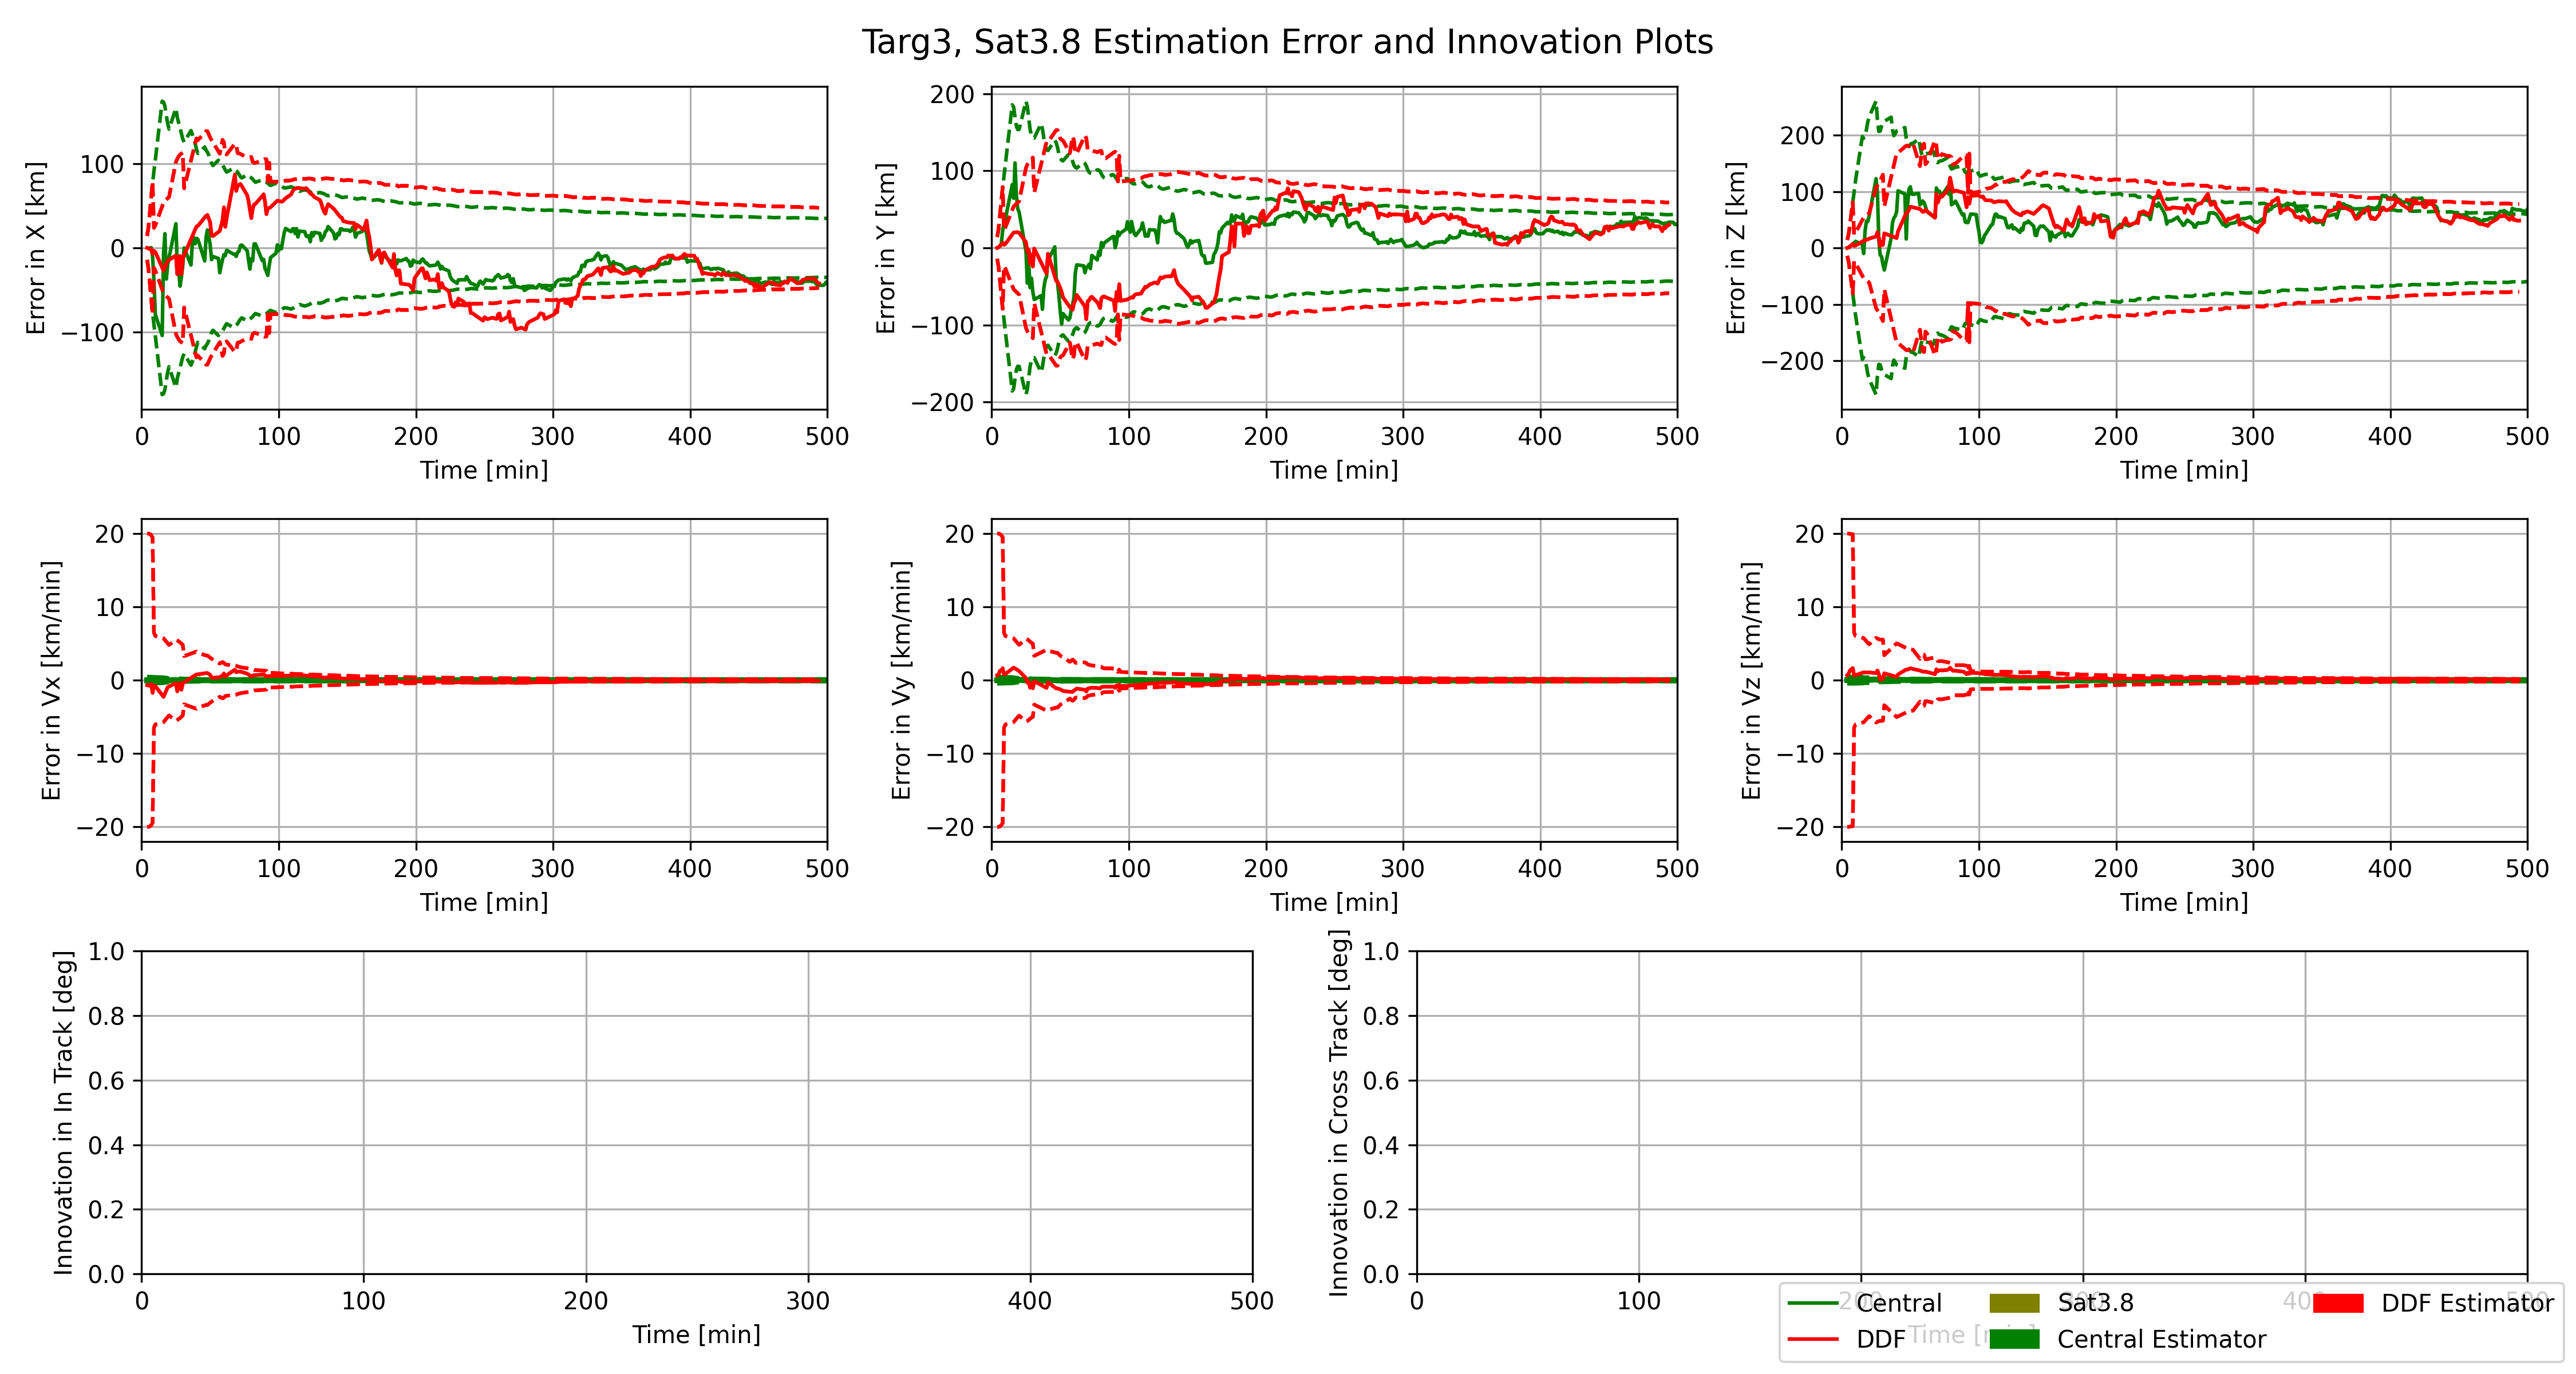 Targ3, Sat3.8 Estimation Error and Innovation Plots
Error in X [km]
100
0
−100
0 100 200 300 400 500
Time [min]
Error in Y [km]
200
100
0
−100
−200
0 100 200 300 400 500
Time [min]
Error in Z [km]
200
100
0
−100
−200
0 100 200 300 400 500
Time [min]
Error in Vx [km/min]
20
10
0
−10
−20
0 100 200 300 400 500
Time [min]
Error in Vy [km/min]
20
10
0
−10
−20
0 100 200 300 400 500
Time [min]
Error in Vz [km/min]
20
10
0
−10
−20
0 100 200 300 400 500
Time [min]
Innovation in In Track [deg]
1.0
0.8
0.6
0.4
0.2
0.0
0 100 200 300 400 500
Time [min]
Innovation in Cross Track [deg]
1.0
0.8
0.6
0.4
0.2
0.0
0 100 200 300 400 500
Time [min]
Central
DDF
Sat3.8
Central Estimator
DDF Estimator